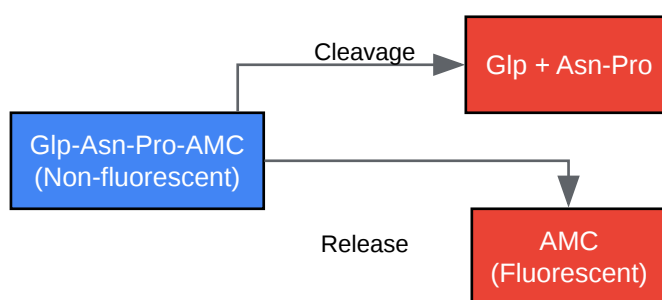 Cleavage
Glp + Asn-Pro
Glp-Asn-Pro-AMC
(Non-fluorescent)
Release
AMC
(Fluorescent)